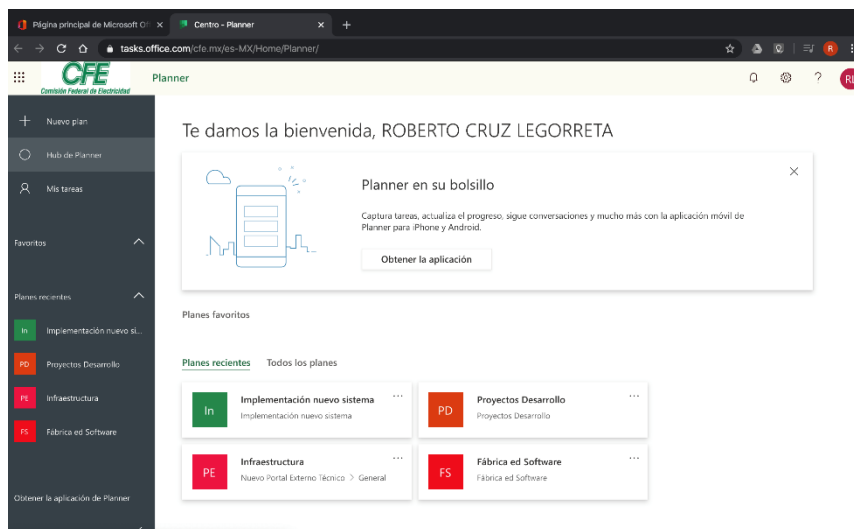 Página principal de Microsoft Of
Centro - Planner
tasks.office.com/cfe.mx/es-MX/Home/Planner/
R
CFE
Comisión Federal de Electricidad
Planner
?
RL
Nuevo plan
Hub de Planner
Mis tareas
Favoritos
Planes recientes
In Implementación nuevo si...
PD Proyectos Desarrollo
PE Infraestructura
FS Fábrica ed Software
Obtener la aplicación de Planner
Te damos la bienvenida, ROBERTO CRUZ LEGORRETA
Planner en su bolsillo
Captura tareas, actualiza el progreso, sigue conversaciones y mucho más con la aplicación móvil de
Planner para iPhone y Android.
Obtener la aplicación
Planes favoritos
Planes recientes Todos los planes
In
Implementación nuevo sistema ...
Implementación nuevo sistema
PD
Proyectos Desarrollo ...
Proyectos Desarrollo
PE
Infraestructura ...
Nuevo Portal Externo Técnico > General
FS
Fábrica ed Software ...
Fábrica ed Software